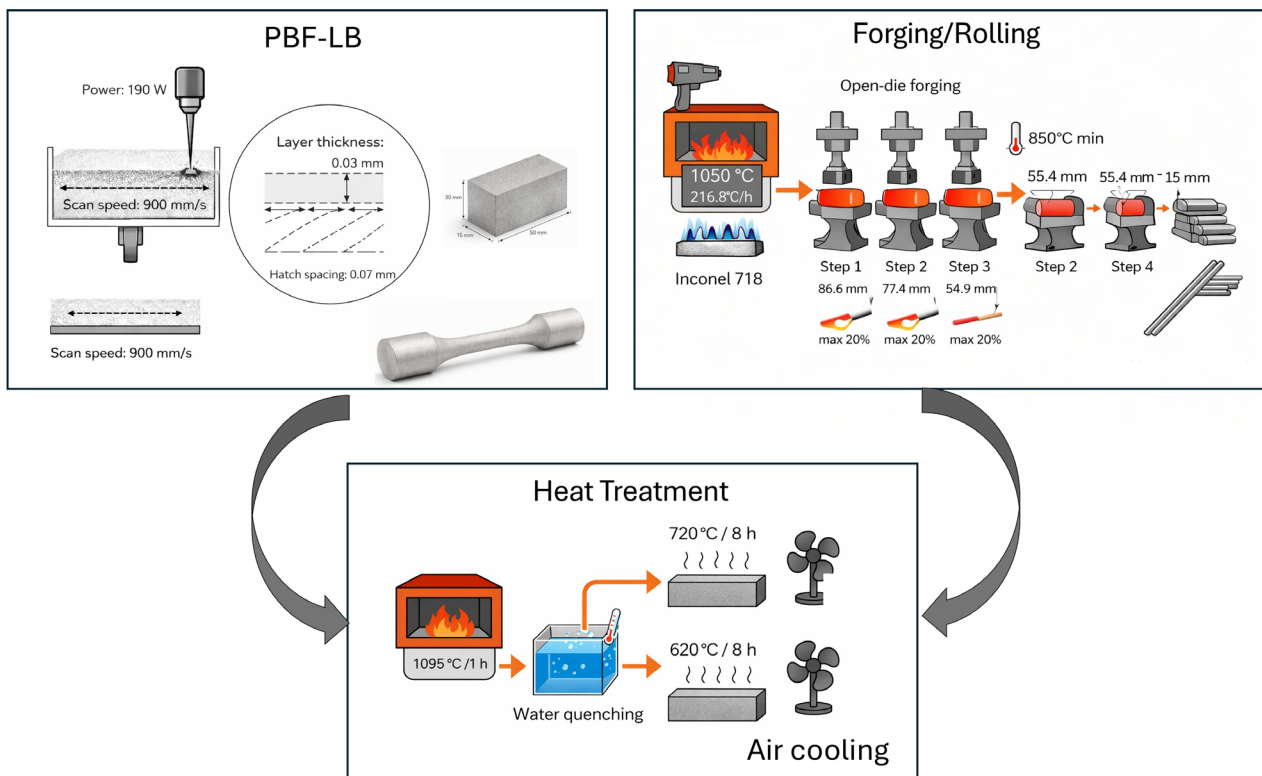 PBF-LB
Power: 190 W
Scan speed: 900 mm/s
Layer thickness:
0.03 mm
Hatch spacing: 0.07 mm
30 mm
15 mm
50 mm
Scan speed: 900 mm/s
Forging/Rolling
Open-die forging
1050 °C
216.8°C/h
Inconel 718
850°C min
Step 1
Step 2
Step 3
86.6 mm
77.4 mm
54.9 mm
max 20%
max 20%
max 20%
55.4 mm
55.4 mm - 15 mm
Step 2
Step 4
Heat Treatment
1095 °C /1 h
Water quenching
720 °C / 8 h
620 °C / 8 h
Air cooling